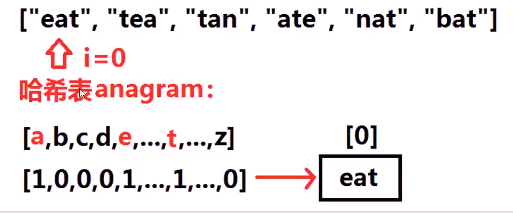 ["eat", "tea", "tan", "ate", "nat", "bat"]
i=0
哈希表anagram：
[a,b,c,d,e,...,t,...,z] [0]
[1,0,0,0,1,...,1,...,0] eat